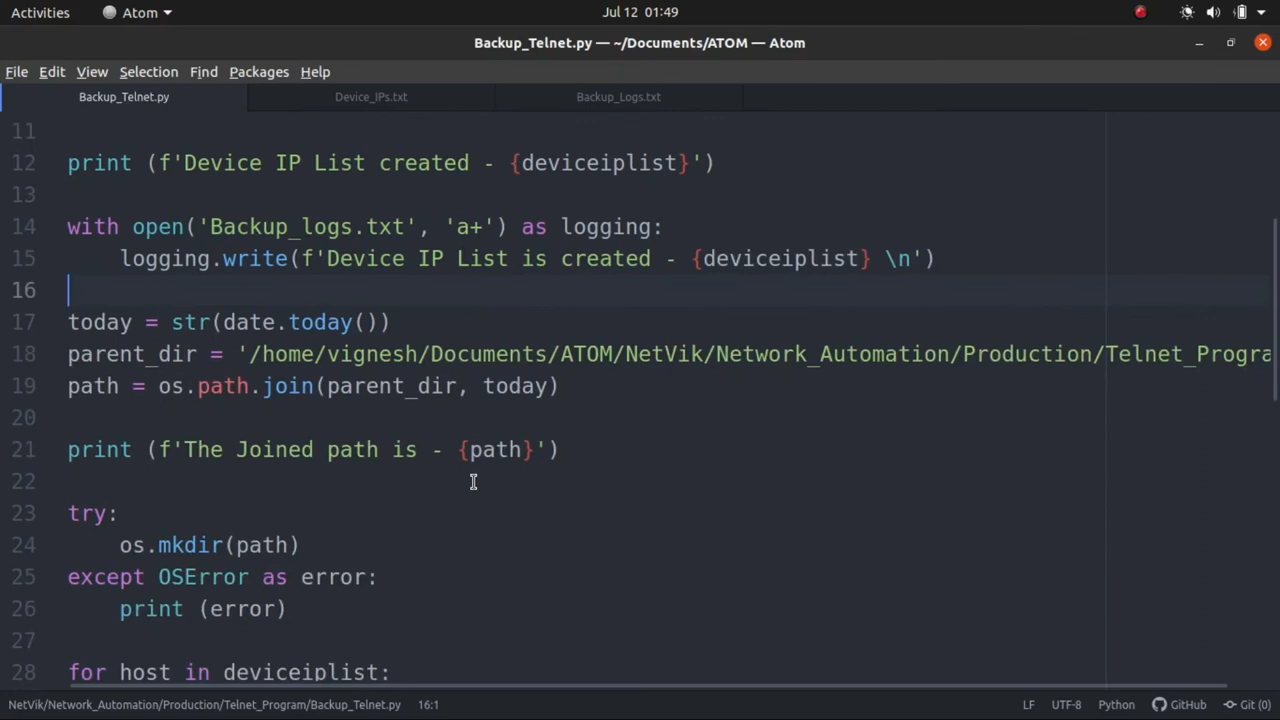 Activities Atom Jul 12 01:49
Backup_Telnet.py — ~/Documents/ATOM — Atom
File Edit View Selection Find Packages Help
Backup_Telnet.py Device_IPs.txt Backup_Logs.txt
11
12 print (f'Device IP List created - {deviceiplist}')
13
14 with open('Backup_logs.txt', 'a+') as logging:
15 logging.write(f'Device IP List is created - {deviceiplist} \n')
16
17 today = str(date.today())
18 parent_dir = '/home/vignesh/Documents/ATOM/NetVik/Network_Automation/Production/Telnet_Progra
19 path = os.path.join(parent_dir, today)
20
21 print (f'The Joined path is - {path}')
22
23 try:
24 os.mkdir(path)
25 except OSError as error:
26 print (error)
27
28 for host in deviceiplist:
NetVik/Network_Automation/Production/Telnet_Program/Backup_Telnet.py 16:1 LF UTF-8 Python GitHub Git (0)